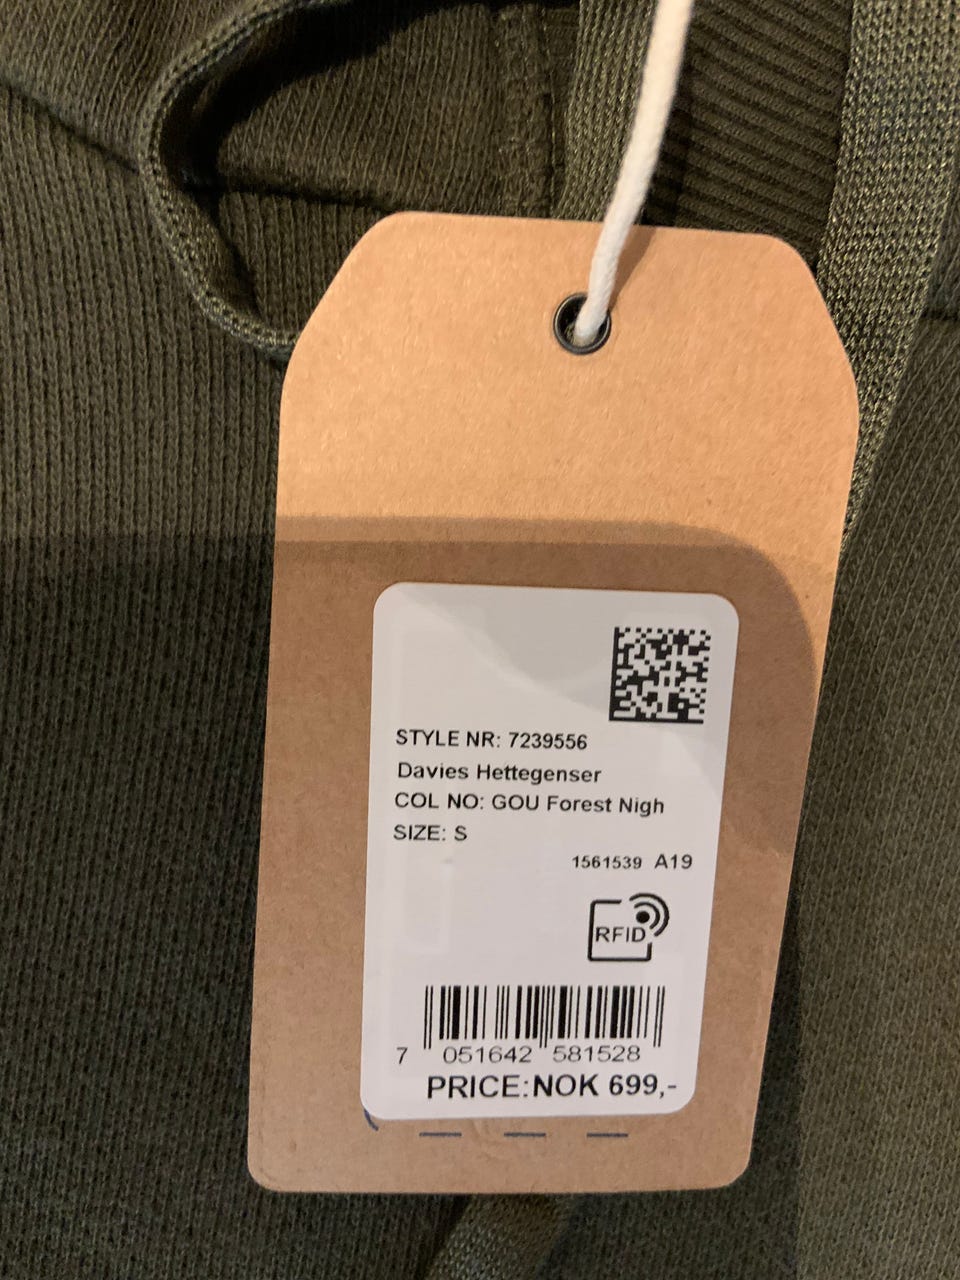 STYLE NR: 7239556
Davies Hettegenser
COL NO: GOU Forest Nigh
SIZE: S
1561539 A19
RFID
7 051642 581528
PRICE:NOK 699,-